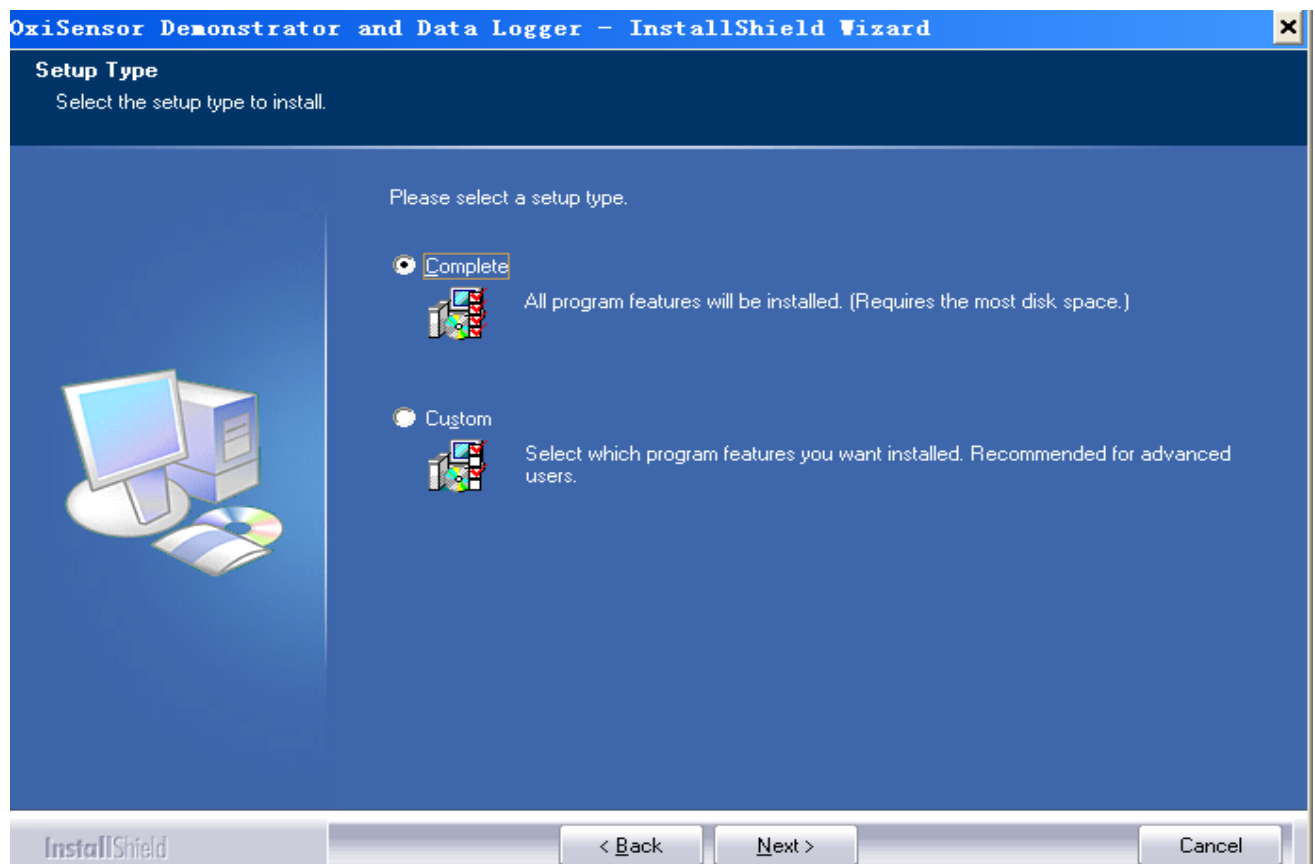 OxiSensor Demonstrator and Data Logger - InstallShield Wizard
Setup Type
Select the setup type to install.
Please select a setup type.
Complete
All program features will be installed. (Requires the most disk space.)
Custom
Select which program features you want installed. Recommended for advanced
users.
InstallShield
< Back
Next >
Cancel